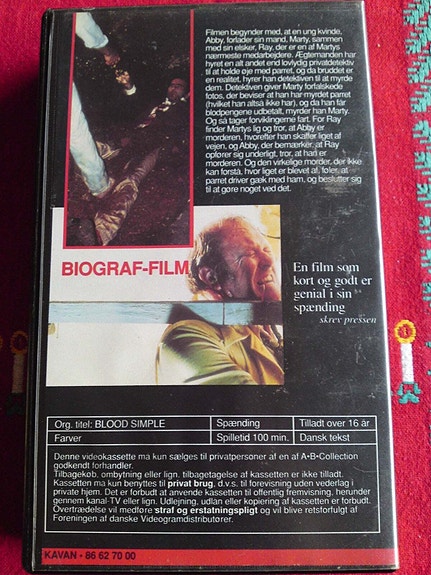 Filmen begynder med, at en ung kvinde,
Abby, forlader sin mand, Marty, sammen
med sin elsker, Ray, der er en af Martys
nærmeste medarbejdere. Ægtemanden har
hyret en alt andet end lovlydig privatdetektiv
til at holde øje med parret, og da bruddet er
en realitet, hyrer han detektiven til at myrde
dem. Detektiven giver Marty forfalskede
fotos, der beviser at han har myrdet parret
(hvilket han altså ikke har), og da han får
blodpengene udbetalt, myrder han Marty.
Og så tager forviklingerne fart. For Ray
finder Martys lig og tror, at Abby er
morderen, hvorefter han skaffer liget af
vejen, og Abby, der bemærker, at Ray
opfører sig underligt, tror, at han er
morderen. Og den virkelige morder, der ikke
kan forstå, hvor liget er blevet af, føler, at
parret driver gæk med ham, og beslutter sig
til at gøre noget ved det.
BIOGRAF-FILM
En film som
kort og godt er
genial i sin
spænding
skrev pressen
Org. titel: BLOOD SIMPLE Spænding Tilladt over 16 år
Farver Spilletid 100 min. Dansk tekst
Denne videokassette må kun sælges til privatpersoner af en af A•B•Collection
godkendt forhandler.
Tilbagekøb, ombytning eller lign. tilbagetagelse af kassetten er ikke tilladt.
Kassetten må kun benyttes til privat brug, d.v.s. til forevisning uden vederlag i
private hjem. Det er forbudt at anvende kassetten til offentlig fremvisning, herunder
gennem kanal-TV eller lign. Udlejning, udlån eller kopiering af kassetten er forbudt.
Overtrædelse vil medføre straf og erstatningspligt og vil blive retsforfulgt af
Foreningen af danske Videogramdistributører.
KAVAN - 86 62 70 00